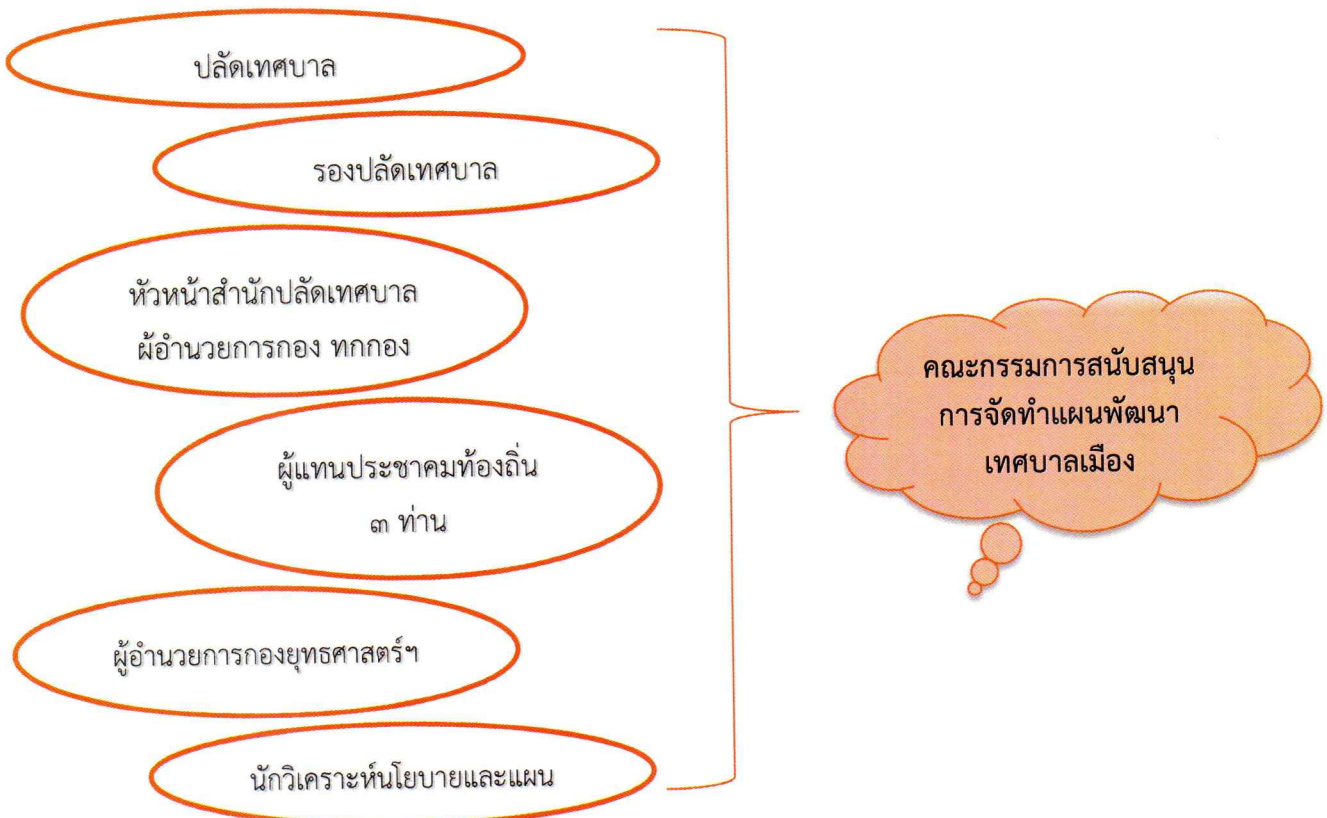 ปลัดเทศบาล
รองปลัดเทศบาล
หัวหน้าสำนักปลัดเทศบาล
ผ้อำนวยการกอง ทกกอง
ผู้แทนประชาคมท้องถิ่น
๓ ท่าน
ผู้อำนวยการกองยุทธศาสตร์ฯ
นักวิเคราะห์นโยบายและแผน
คณะกรรมการสนับสนุน
การจัดทำแผนพัฒนา
เทศบาลเมือง